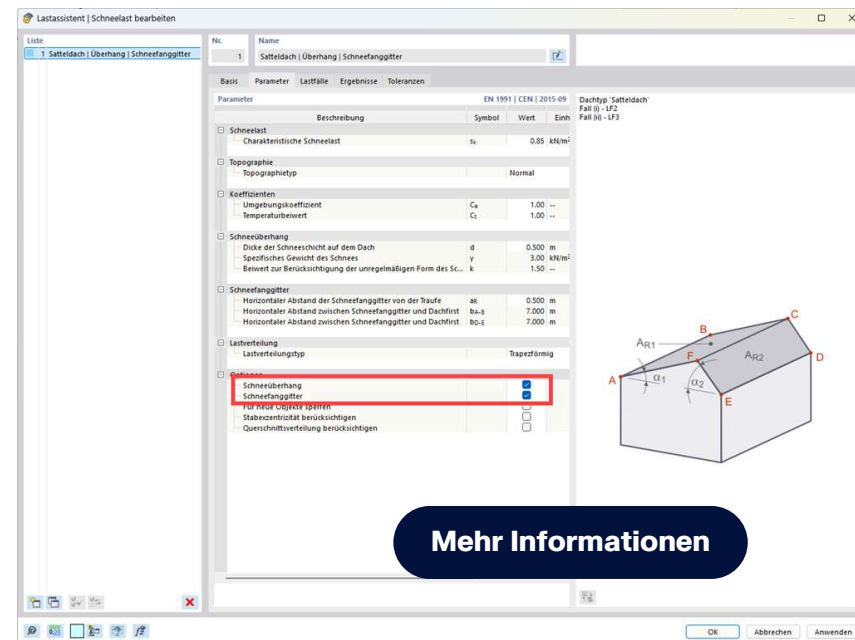 Lastassistent | Schneelast bearbeiten
Liste
1 Satteldach | Überhang | Schneefanggitter
Nr.
1
Name
Satteldach | Überhang | Schneefanggitter
Basis Parameter Lastfälle Ergebnisse Toleranzen
Parameter EN 1991 | CEN | 2015-09
Beschreibung Symbol Wert Einh
Schneelast
Charakteristische Schneelast sk 0.85 kN/m²
Topographie
Topographietyp Normal
Koeffizienten
Umgebungskoeffizient Ce 1.00 --
Temperaturbeiwert Ct 1.00 --
Schneeüberhang
Dicke der Schneeschicht auf dem Dach d 0.500 m
Spezifisches Gewicht des Schnees γ 3.00 kN/m³
Beiwert zur Berücksichtigung der unregelmäßigen Form des Sc... k 1.50 --
Schneefanggitter
Horizontaler Abstand der Schneefanggitter von der Traufe aR 0.500 m
Horizontaler Abstand zwischen Schneefanggitter und Dachfirst bA-B 7.000 m
Horizontaler Abstand zwischen Schneefanggitter und Dachfirst bD-E 7.000 m
Lastverteilung
Lastverteilungstyp Trapezförmig
Optionen
Schneeüberhang
Schneefanggitter
Für neue Objekte sperren
Stabexzentrizität berücksichtigen
Querschnittsverteilung berücksichtigen
Dachtyp 'Satteldach'
Fall (i) - LF2
Fall (ii) - LF3
A
B
C
D
E
F
AR1
AR2
α1
α2
Mehr Informationen
OK Abbrechen Anwenden